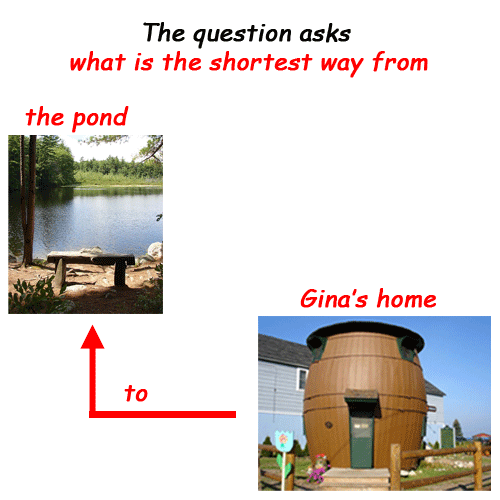 The question asks
what is the shortest way from
the pond
Gina's home
to